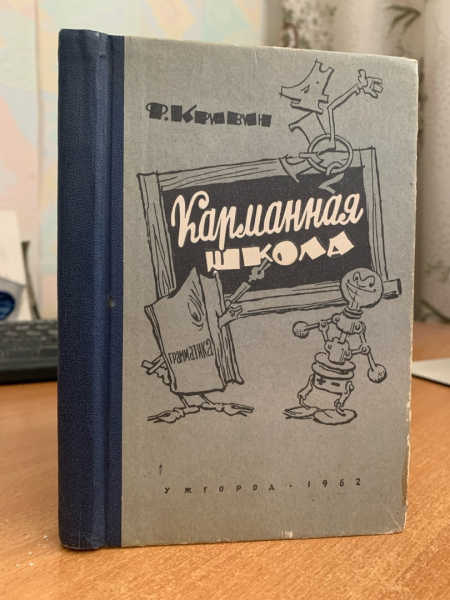 Ф. Кривин
Карманная
ШКОЛА
ГРАММАТИКА
УЖГОРОД · 1962